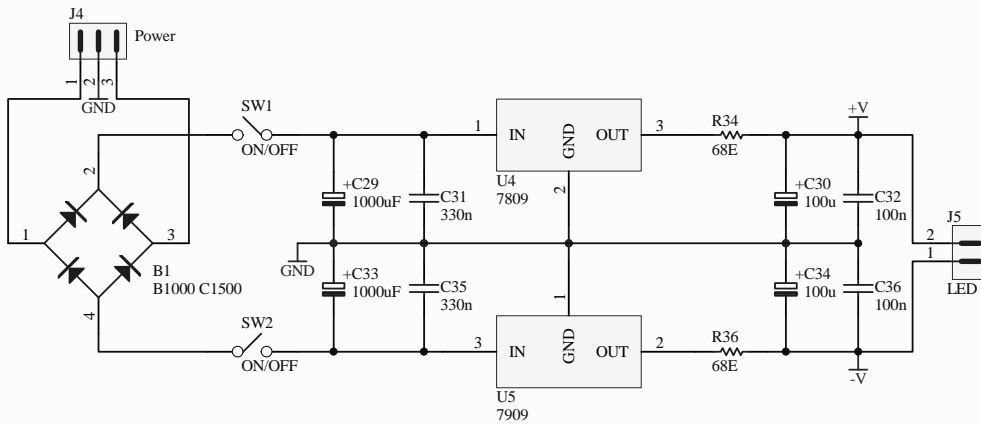 J4
Power
1
2
3
GND
SW1
ON/OFF
2
1
3
4
B1
B1000 C1500
SW2
ON/OFF
+C29
1000uF
C31
330n
GND
+C33
1000uF
C35
330n
1
IN
GND
OUT
3
2
U4
7809
1
3
IN
GND
OUT
2
U5
7909
R34
68E
R36
68E
+V
+C30
100u
C32
100n
+C34
100u
C36
100n
-V
J5
2
1
LED